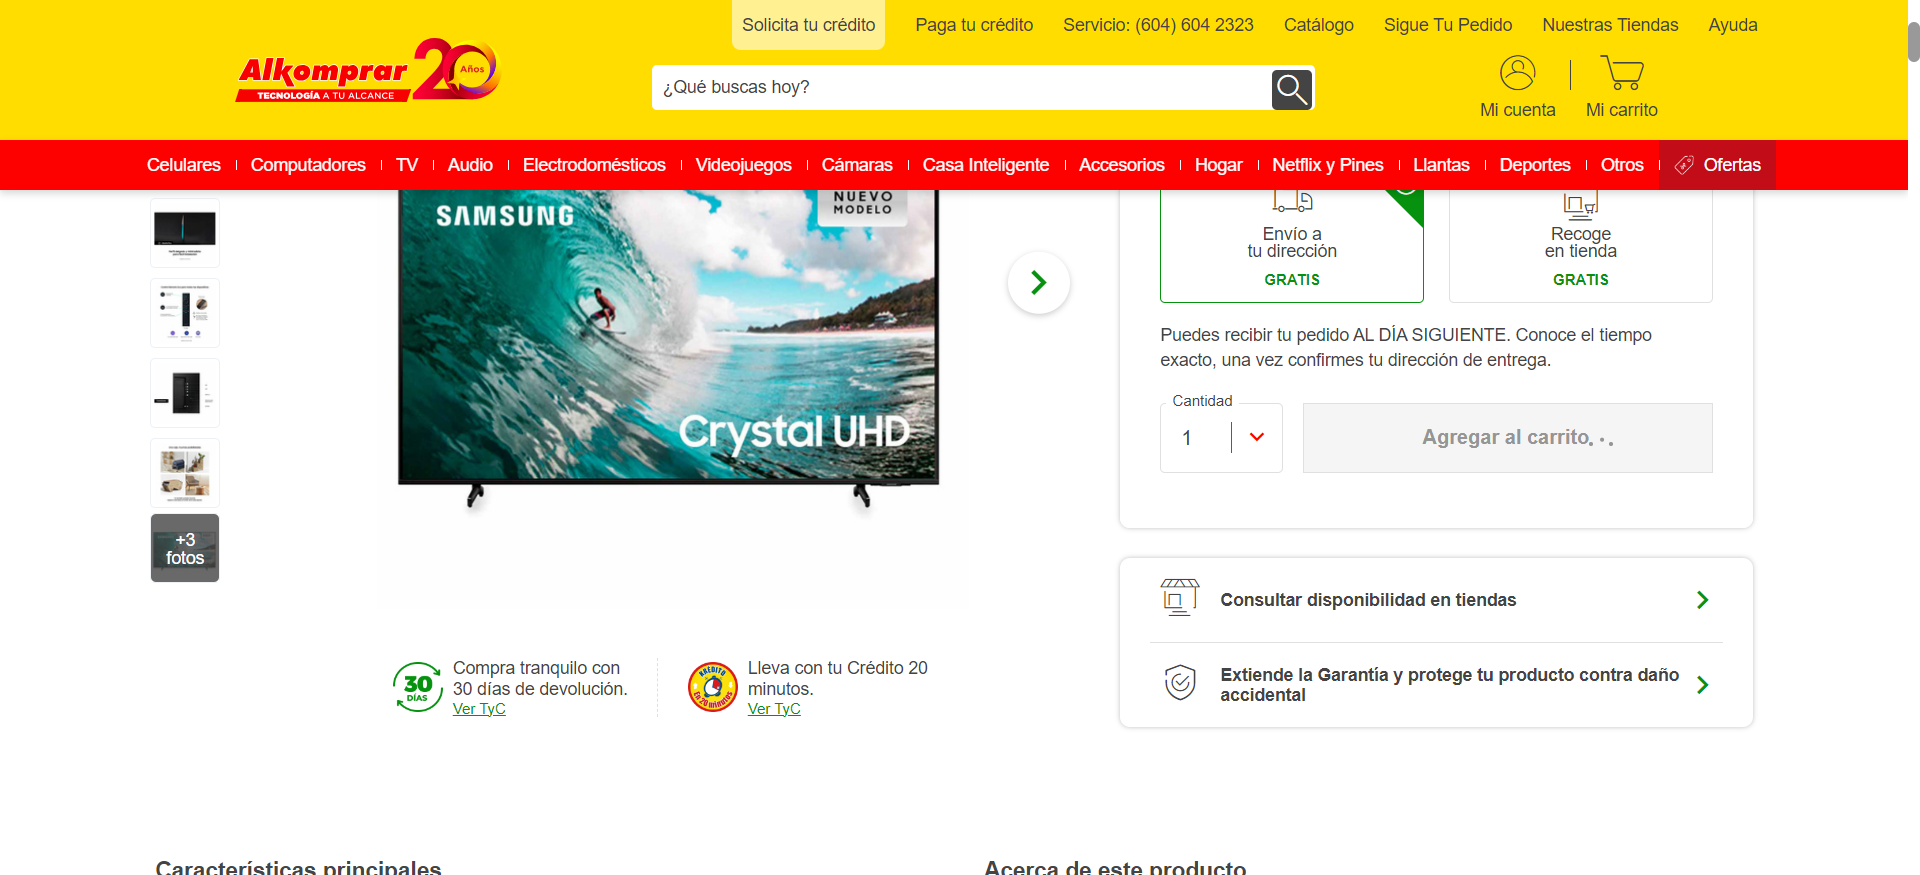 Solicita tu crédito
Paga tu crédito
Servicio: (604) 604 2323
Catálogo
Sigue Tu Pedido
Nuestras Tiendas
Ayuda
Alkomprar
TECNOLOGÍA A TU ALCANCE
20
Años
¿Qué buscas hoy?
Mi cuenta
Mi carrito
Celulares
Computadores
TV
Audio
Electrodomésticos
Videojuegos
Cámaras
Casa Inteligente
Accesorios
Hogar
Netflix y Pines
Llantas
Deportes
Otros
Ofertas
+3
fotos
SAMSUNG
NUEVO
MODELO
Crystal UHD
30
DÍAS
Compra tranquilo con
30 días de devolución.
Ver TyC
KRÉDITO
En 20 minutos
Lleva con tu Crédito 20
minutos.
Ver TyC
Envío a
tu dirección
GRATIS
Recoge
en tienda
GRATIS
Puedes recibir tu pedido AL DÍA SIGUIENTE. Conoce el tiempo
exacto, una vez confirmes tu dirección de entrega.
Cantidad
1
Agregar al carrito...
Consultar disponibilidad en tiendas
Extiende la Garantía y protege tu producto contra daño
accidental
Características principales
Acerca de este producto